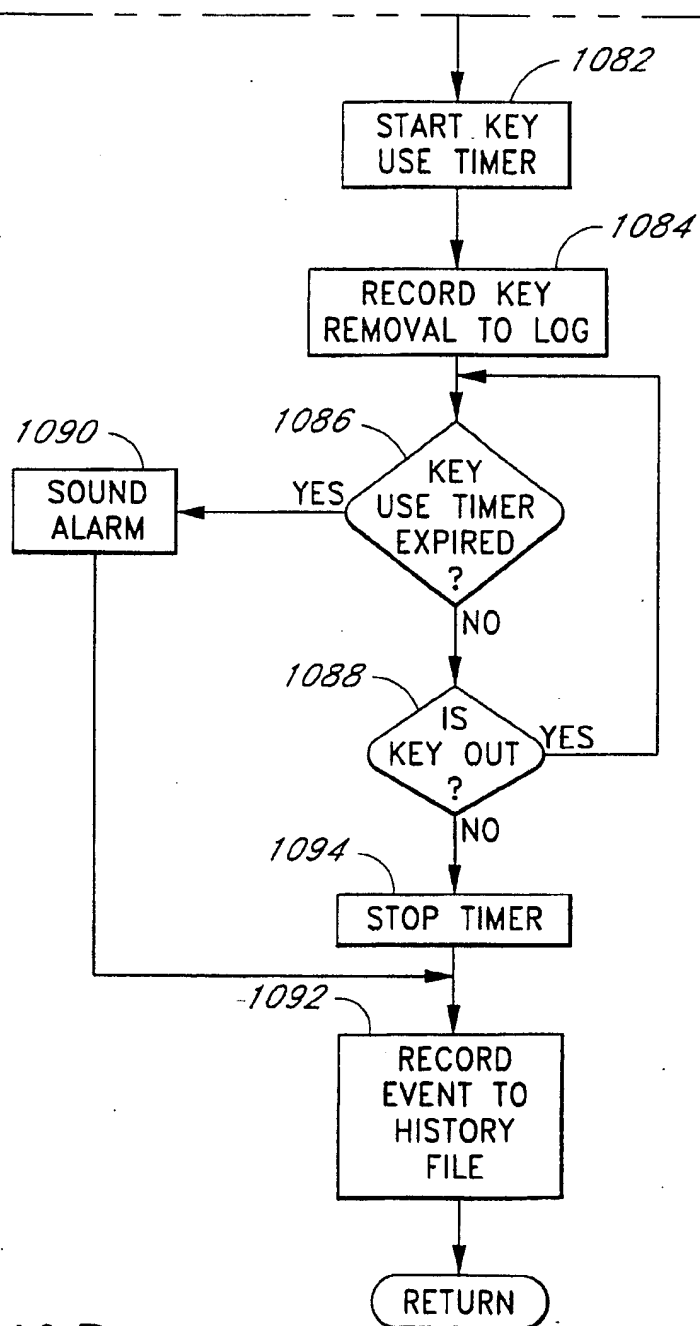 1082
START KEY
USE TIMER
1084
RECORD KEY
REMOVAL TO LOG
1086
1090
KEY
USE TIMER
EXPIRED
?
YES
SOUND
ALARM
NO
1088
IS
KEY OUT
?
YES
NO
1094
STOP TIMER
1092
RECORD
EVENT TO
HISTORY
FILE
RETURN